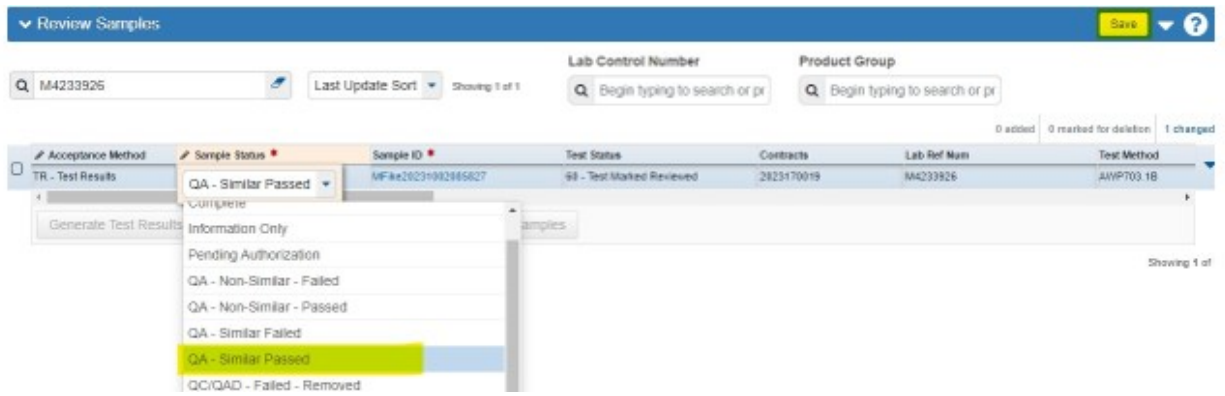 Review Samples
Save
Lab Control Number Product Group
M4233926 Last Update Sort Showing 1 of 1 Begin typing to search or pr Begin typing to search or pr
0 added 0 marked for deletion 1 changed
Acceptance Method Sample Status * Sample ID * Test Status Contracts Lab Ref Num Test Method
TR - Test Results QA - Similar Passed 60 - Test Marked Reviewed 2023170019 M4233926 AWP703.1B
Complete
Generate Test Results Information Only amples
Pending Authorization
Showing 1 of
QA - Non-Similar - Failed
QA - Non-Similar - Passed
QA - Similar Failed
QA - Similar Passed
QC/QAD - Failed - Removed